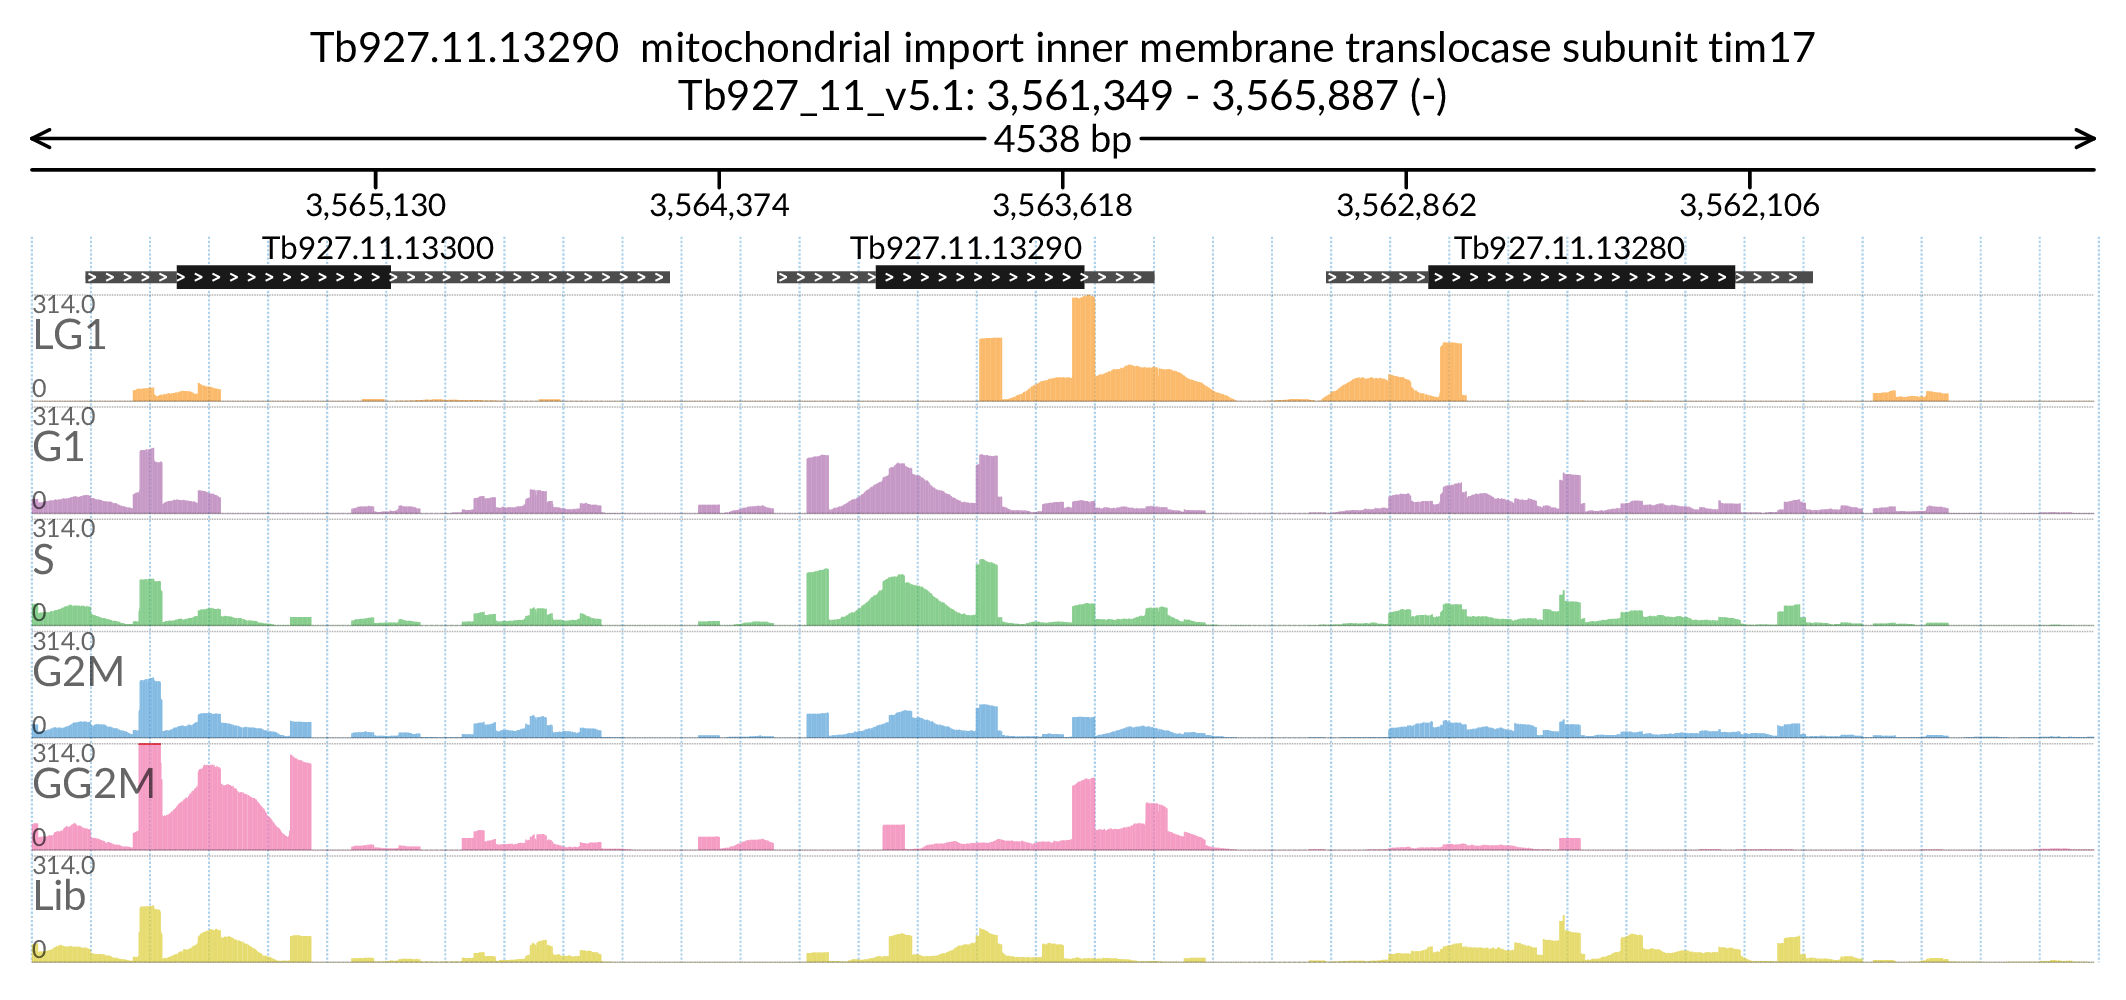 Tb927.11.13290 mitochondrial import inner membrane translocase subunit tim17
Tb927_11_v5.1: 3,561,349 - 3,565,887 (-)
4538 bp
3,565,130 3,564,374 3,563,618 3,562,862 3,562,106
Tb927.11.13300 Tb927.11.13290 Tb927.11.13280
314.0
LG1
0
314.0
G1
0
314.0
S
0
314.0
G2M
0
314.0
GG2M
0
314.0
Lib
0